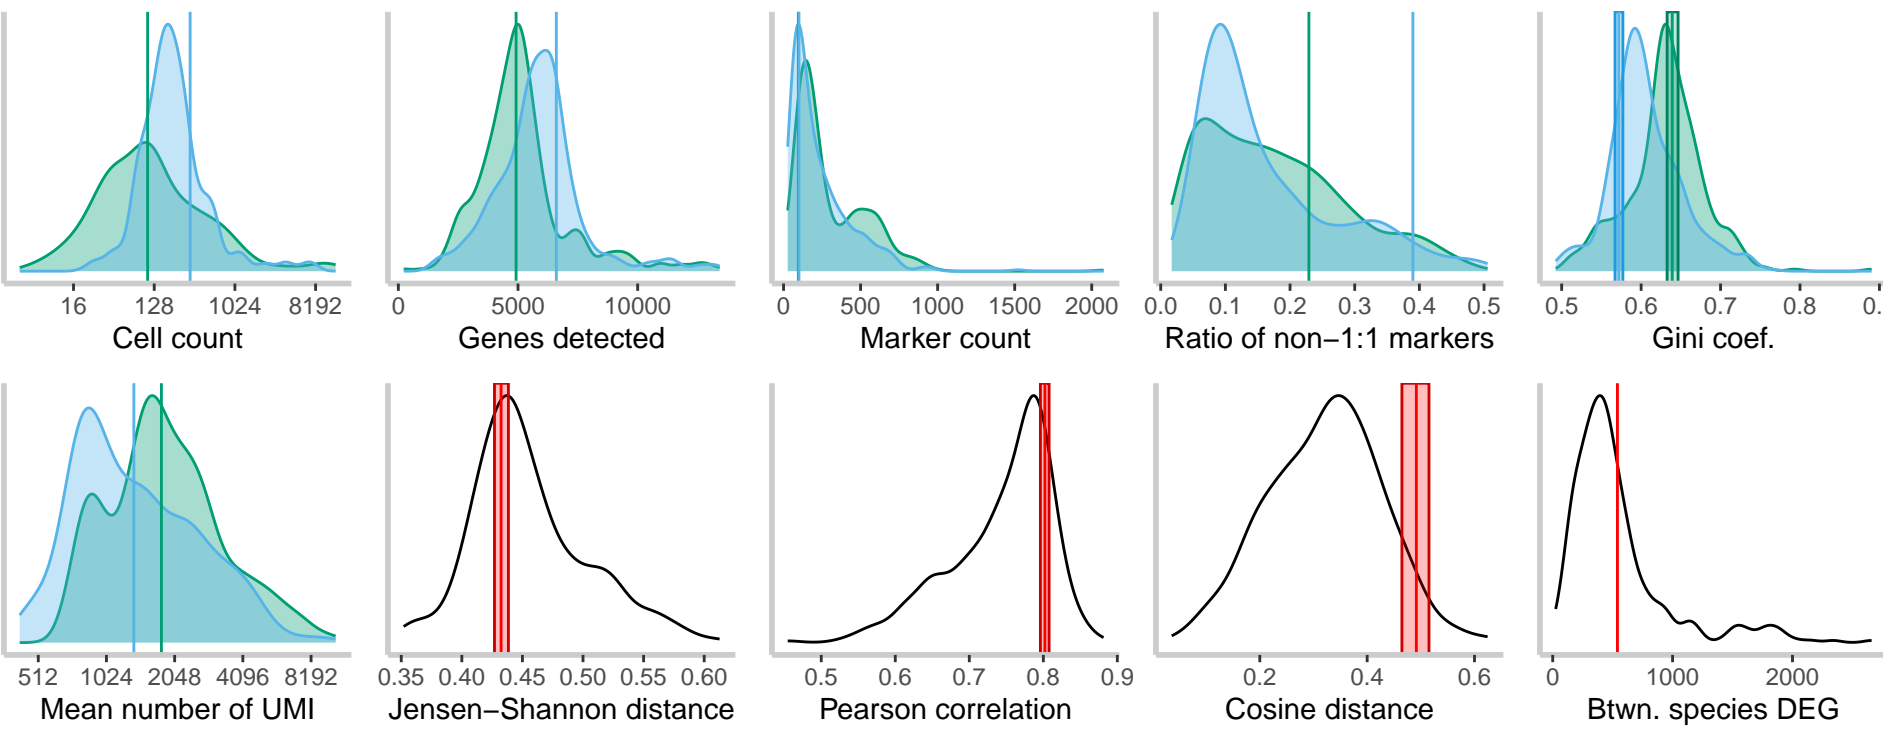 16 128 1024 8192
Cell count
0 5000 10000
Genes detected
0 500 1000 1500 2000
Marker count
0.0 0.1 0.2 0.3 0.4 0.5
Ratio of non−1:1 markers
0.5 0.6 0.7 0.8 0.
Gini coef.
512 1024 2048 4096 8192
Mean number of UMI
0.35 0.40 0.45 0.50 0.55 0.60
Jensen−Shannon distance
0.5 0.6 0.7 0.8 0.9
Pearson correlation
0.2 0.4 0.6
Cosine distance
0 1000 2000
Btwn. species DEG